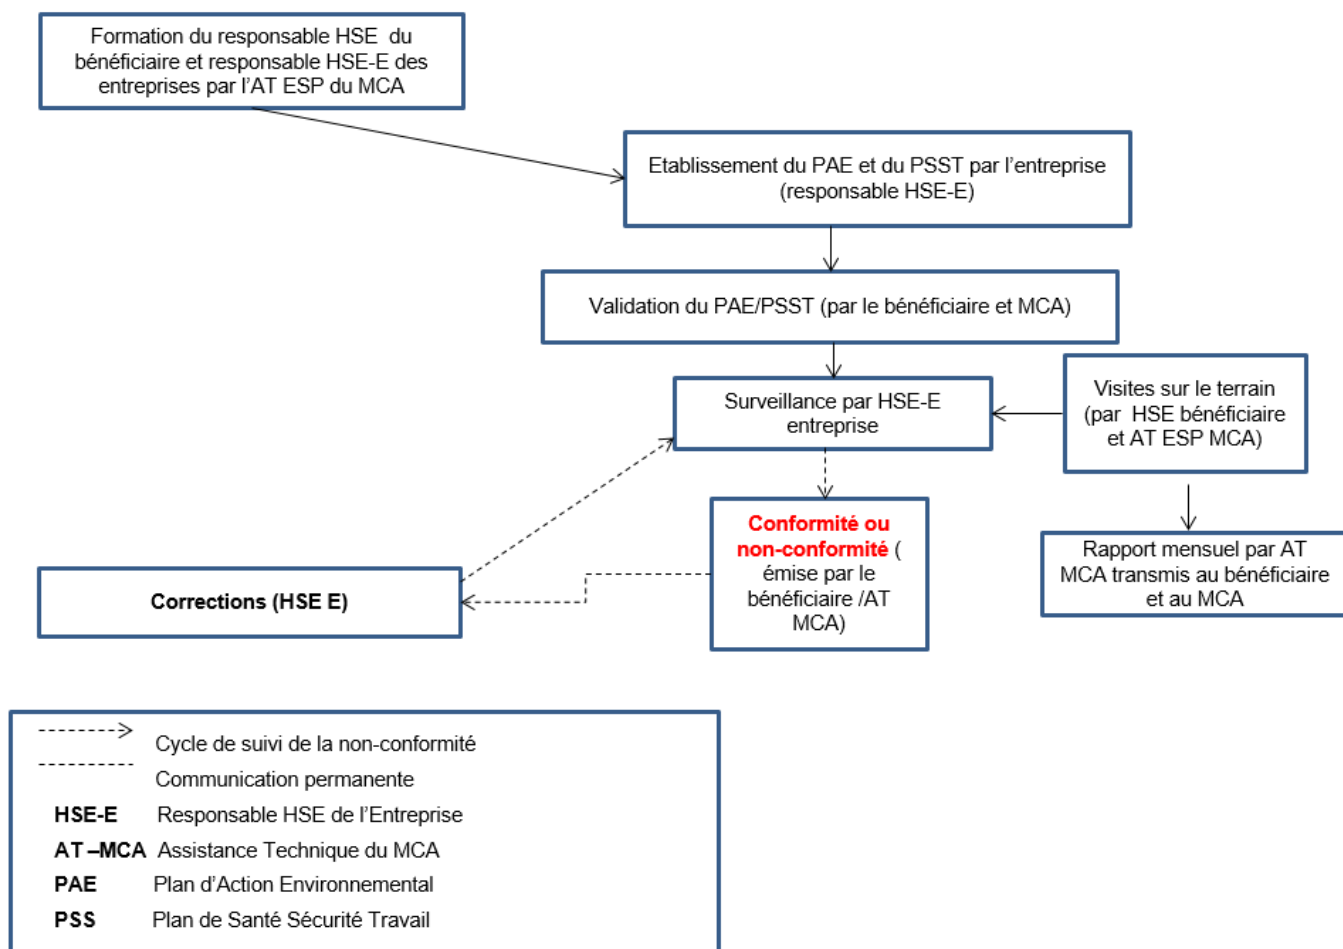 Formation du responsable HSE du
bénéficiaire et responsable HSE-E des
entreprises par l'AT ESP du MCA
Etablissement du PAE et du PSST par l'entreprise
(responsable HSE-E)
Validation du PAE/PSST (par le bénéficiaire et MCA)
Surveillance par HSE-E
entreprise
Visites sur le terrain
(par HSE bénéficiaire
et AT ESP MCA)
Conformité ou
non-conformité (
émise par le
bénéficiaire /AT
MCA)
Rapport mensuel par AT
MCA transmis au bénéficiaire
et au MCA
Corrections (HSE E)
Cycle de suivi de la non-conformité
Communication permanente
HSE-E Responsable HSE de l'Entreprise
AT –MCA Assistance Technique du MCA
PAE Plan d'Action Environnemental
PSS Plan de Santé Sécurité Travail